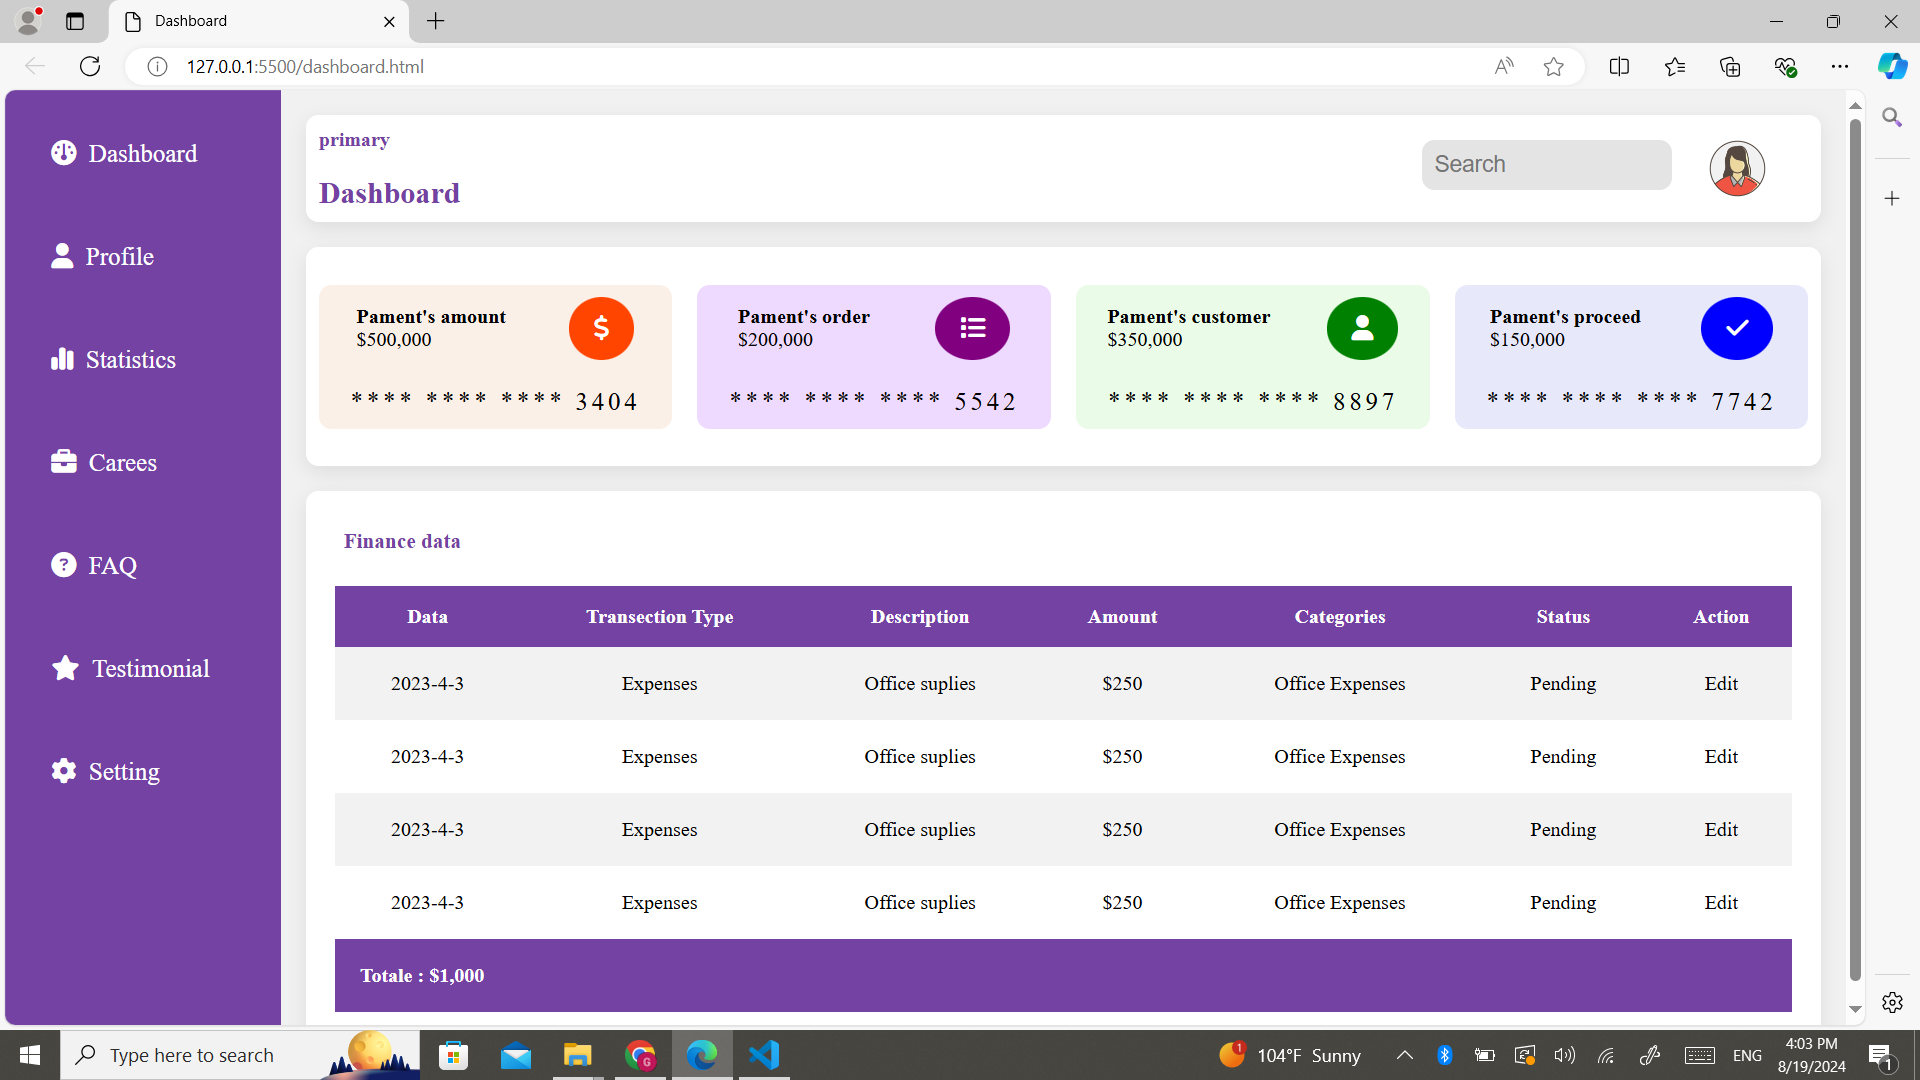 Dashboard
127.0.0.1:5500/dashboard.html
Dashboard
Profile
Statistics
Carees
FAQ
Testimonial
Setting
primary
Dashboard
Search
Pament's amount
$500,000
**** **** **** 3404
Pament's order
$200,000
**** **** **** 5542
Pament's customer
$350,000
**** **** **** 8897
Pament's proceed
$150,000
**** **** **** 7742
Finance data
Data Transection Type Description Amount Categories Status Action
2023-4-3 Expenses Office suplies $250 Office Expenses Pending Edit
2023-4-3 Expenses Office suplies $250 Office Expenses Pending Edit
2023-4-3 Expenses Office suplies $250 Office Expenses Pending Edit
2023-4-3 Expenses Office suplies $250 Office Expenses Pending Edit
Totale : $1,000
Type here to search
G
1
104°F Sunny
ENG
4:03 PM
8/19/2024
1